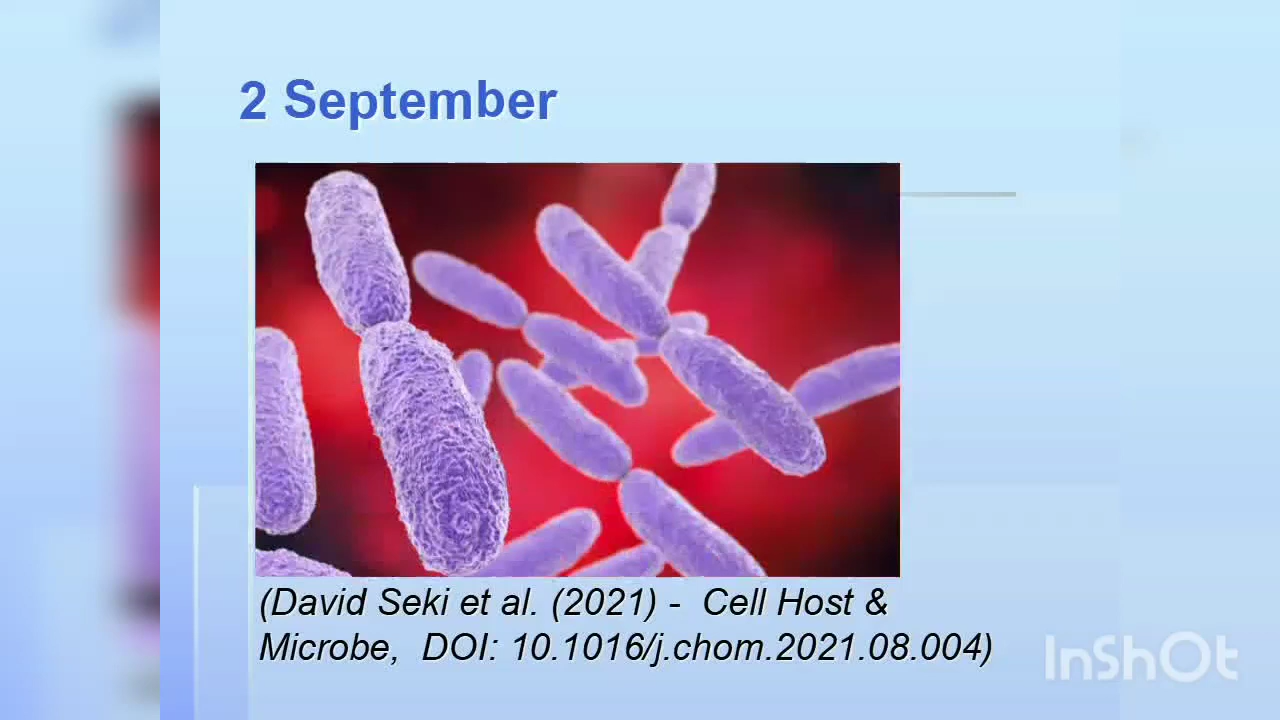 2 September
(David Seki et al. (2021) -  Cell Host &
Microbe,  DOI: 10.1016/j.chom.2021.08.004)
InShOt